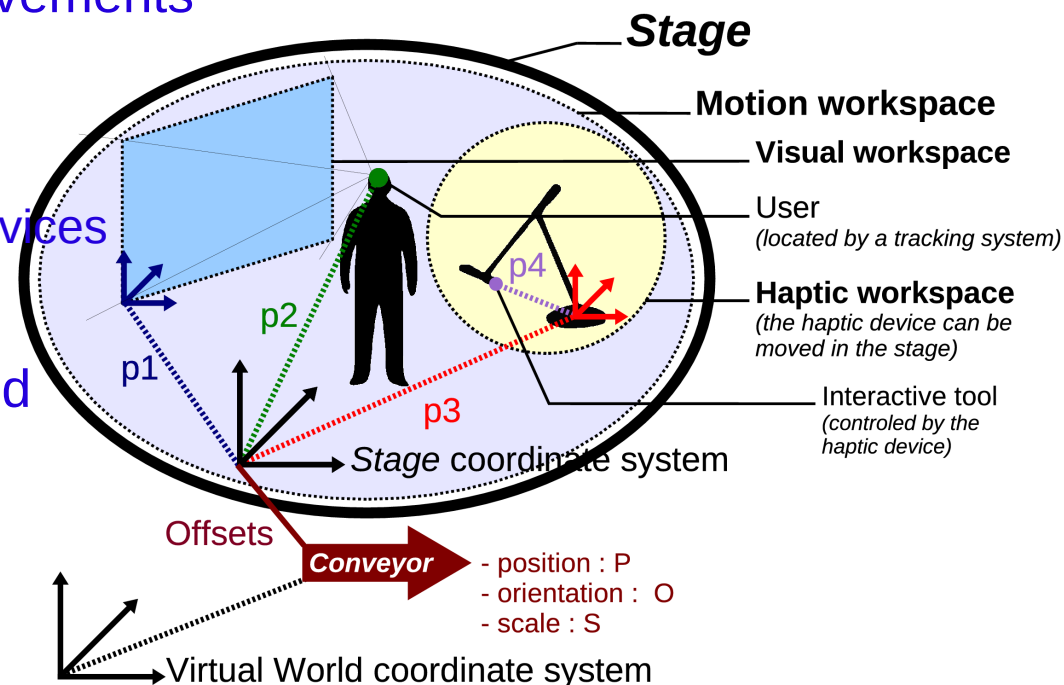 vements
Stage
Motion workspace
Visual workspace
User
(located by a tracking system)
vices
p4
Haptic workspace
(the haptic device can be
moved in the stage)
p2
p1
d
p3
Interactive tool
(controled by the
haptic device)
Stage coordinate system
Offsets
Conveyor
- position : P
- orientation : O
- scale : S
Virtual World coordinate system